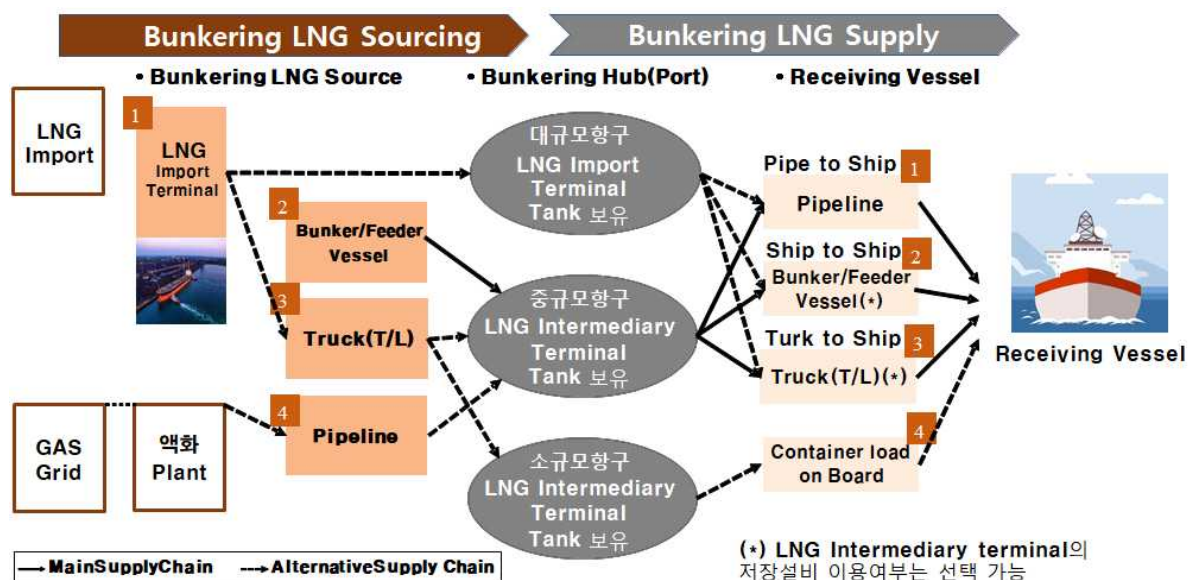 Bunkering LNG Sourcing
Bunkering LNG Supply
• Bunkering LNG Source
• Bunkering Hub(Port)
• Receiving Vessel
LNG
Import
1
LNG
Import
Terminal
2
Bunker/Feeder
Vessel
3
Truck(T/L)
4
Pipeline
GAS
Grid
액화
Plant
대규모항구
LNG Import
Terminal
Tank 보유
중규모항구
LNG Intermediary
Terminal
Tank 보유
소규모항구
LNG Intermediary
Terminal
Tank 보유
Pipe to Ship
1
Pipeline
Ship to Ship
2
Bunker/Feeder
Vessel(*)
Turk to Ship
3
Truck(T/L)(*)
4
Container load
on Board
Receiving Vessel
MainSupplyChain
AlternativeSupply Chain
(*) LNG Intermediary terminal의
저장설비 이용여부는 선택 가능